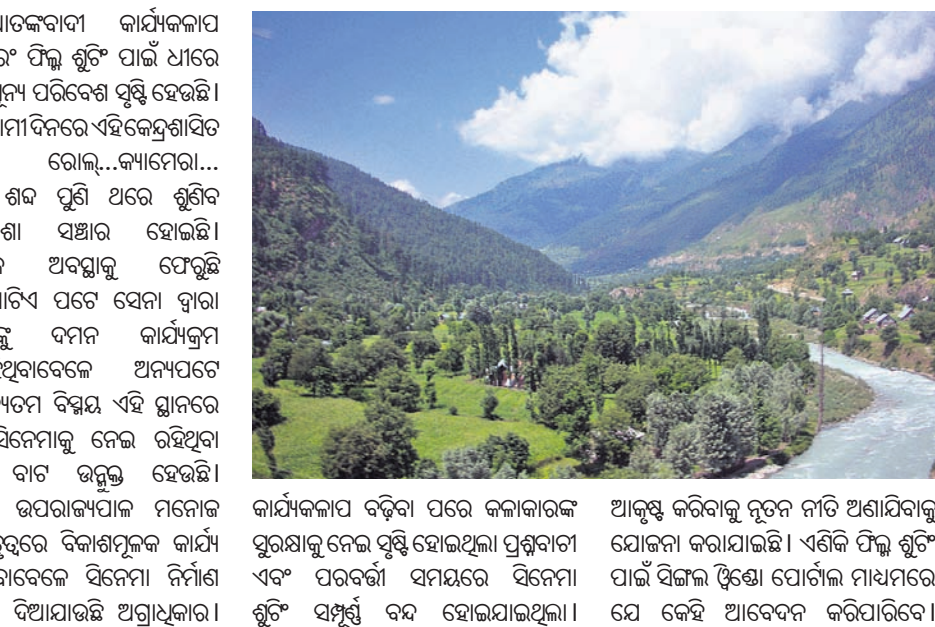 କାର୍ଯ୍ୟକଳାପ
ଫିଲ୍ମ ଶୁଟିଂ ପାଇଁ ଧୀରେ
ପରିବେଶ ସୃଷ୍ଟି ହେଉଛି।
ଦିନରେ ଏହି କେନ୍ଦ୍ରଶାସିତ
ରୋଲ୍...କ୍ୟାମେରା...
ଶବ୍ଦ ପୁଣି ଥରେ ଶୁଣିବ
ସଞ୍ଚାର ହୋଇଛି।
ଅବସ୍ଥାକୁ ଫେରୁଛି
ପଟେ ସେନା ଦ୍ୱାରା
ଦମନ କାର୍ଯ୍ୟକ୍ରମ
ଅନ୍ୟପଟେ
ବିସ୍ମୟ ଏହି ସ୍ଥାନରେ
ସିନେମାକୁ ନେଇ ରହିଥିବା
ବାଟ ଉନ୍ମୁକ୍ତ ହେଉଛି।
ଉପରାଜ୍ୟପାଳ ମନୋଜ
ବିକାଶମୂଳକ କାର୍ଯ୍ୟ
ସିନେମା ନିର୍ମାଣ
ଦିଆଯାଉଛି ଅଗ୍ରାଧିକାର।
କାର୍ଯ୍ୟକଳାପ ବଢ଼ିବା ପରେ କଳାକାରଙ୍କ
ସୁରକ୍ଷାକୁ ନେଇ ସୃଷ୍ଟି ହୋଇଥିଲା ପ୍ରଶ୍ନବାଚୀ
ଏବଂ ପରବର୍ତ୍ତୀ ସମୟରେ ସିନେମା
ଶୁଟିଂ ସମ୍ପୂର୍ଣ୍ଣ ବନ୍ଦ ହୋଇଯାଇଥିଲା।
ଆକୃଷ୍ଟ କରିବାକୁ ନୂତନ ନୀତି ଅଣାଯିବାକୁ
ଯୋଜନା କରାଯାଇଛି। ଏଣିକି ଫିଲ୍ମ ଶୁଟିଂ
ପାଇଁ ସିଙ୍ଗଲ ୱିଣ୍ଡୋ ପୋର୍ଟାଲ ମାଧ୍ୟମରେ
ଯେ କେହି ଆବେଦନ କରିପାରିବେ।